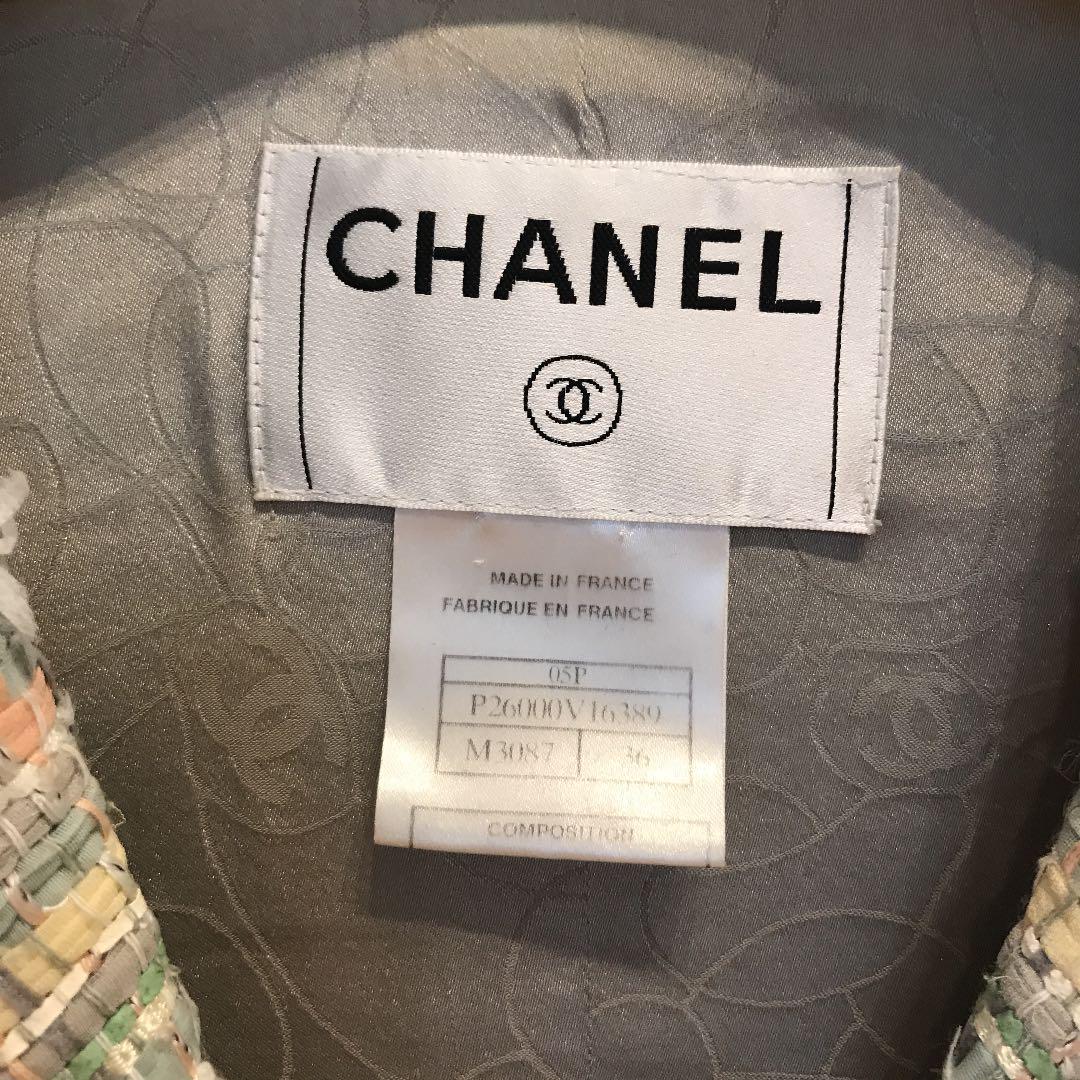 CHANEL
MADE IN FRANCE
FABRIQUE EN FRANCE
05P
P26000V16389
M3087 36
COMPOSITION